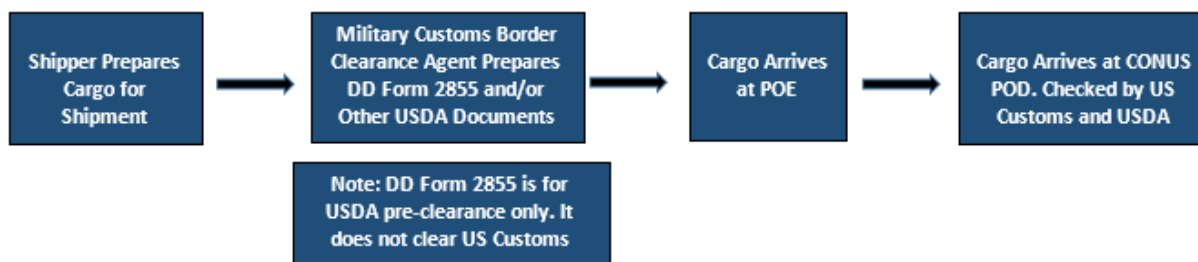 Shipper Prepares
Cargo for
Shipment
Military Customs Border
Clearance Agent Prepares
DD Form 2855 and/or
Other USDA Documents
Cargo Arrives
at POE
Cargo Arrives at CONUS
POD. Checked by US
Customs and USDA
Note: DD Form 2855 is for
USDA pre-clearance only. It
does not clear US Customs